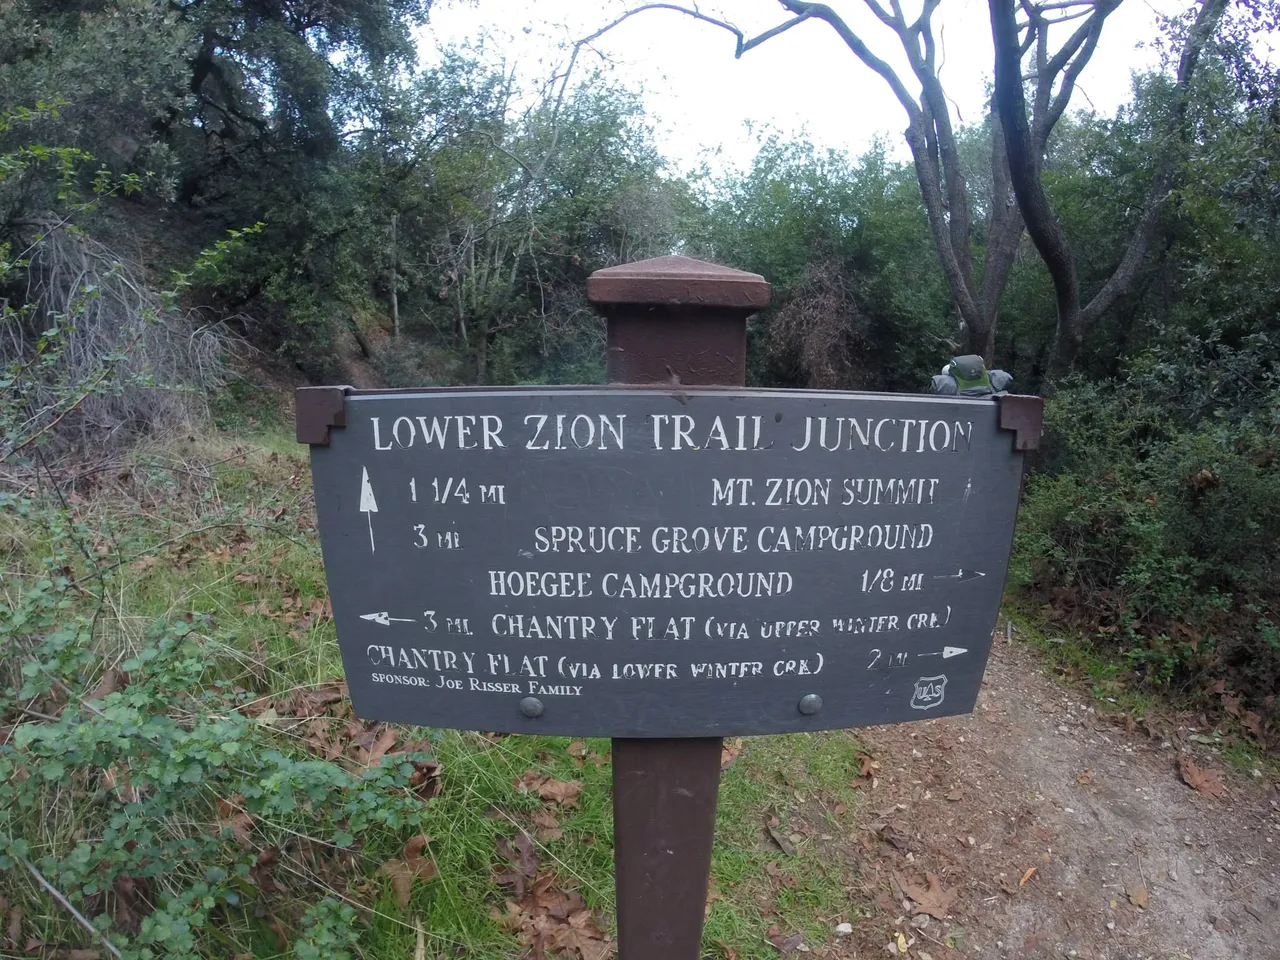 LOWER ZION TRAIL JUNCTION
1 1/4 MI MT. ZION SUMMIT
3 MI SPRUCE GROVE CAMPGROUND
HOEGEE CAMPGROUND 1/8 MI
3 MI. CHANTRY FLAT (VIA UPPER WINTER CRK)
CHANTRY FLAT (VIA LOWER WINTER CRK) 2 MI
SPONSOR: JOE RISSER FAMILY
UAS